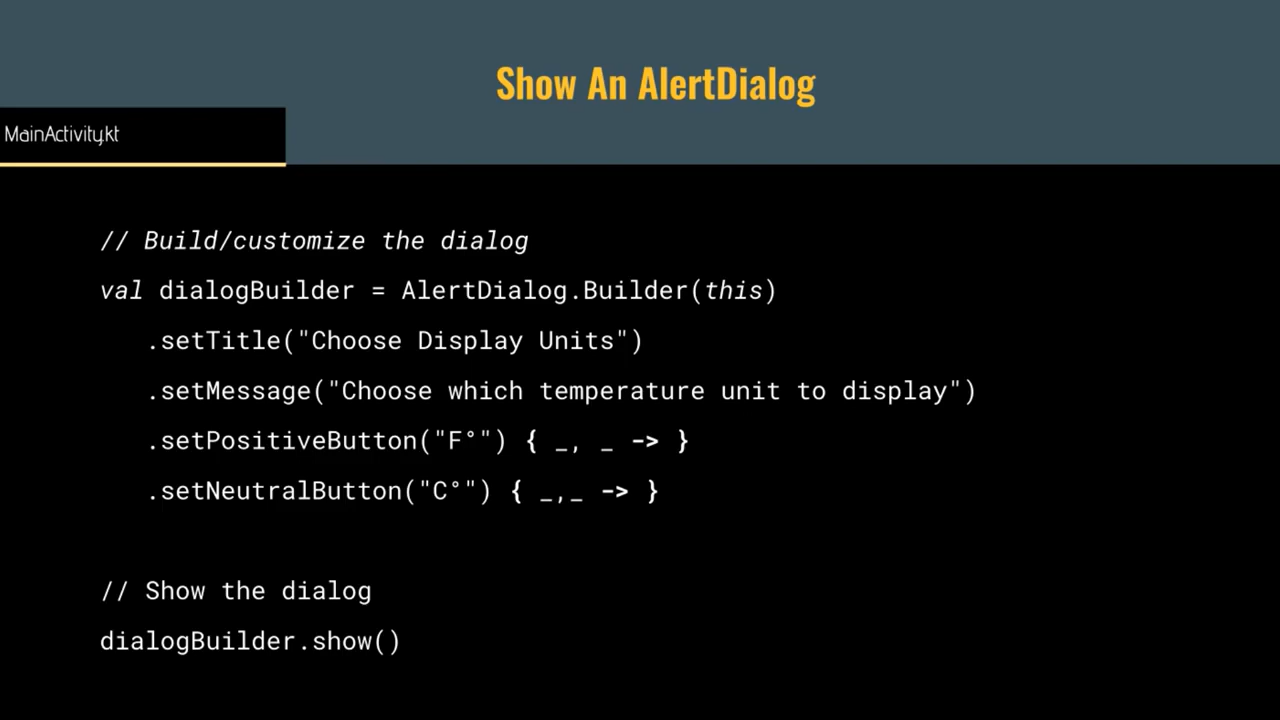 Show An AlertDialog
MainActivity.kt
// Build/customize the dialog
val dialogBuilder = AlertDialog.Builder(this)
.setTitle("Choose Display Units")
.setMessage("Choose which temperature unit to display")
.setPositiveButton("F°") { _, _ -> }
.setNeutralButton("C°") { _,_ -> }
// Show the dialog
dialogBuilder.show()